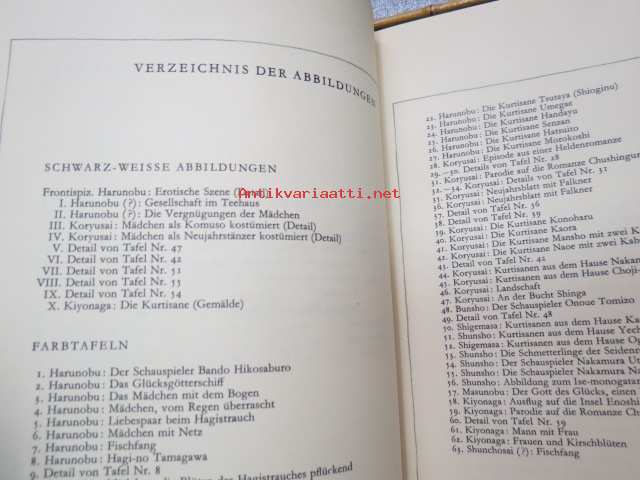 VERZEICHNIS DER ABBILDUNGEN
SCHWARZ-WEISSE ABBILDUNGEN
Frontispiz. Harunobu: Erotische Szene
I. Harunobu (?): Gesellschaft im Teehaus
II. Harunobu (?): Die Vergnügungen der Mädchen
III. Koryusai: Mädchen als Komuso kostümiert (Detail)
IV. Koryusai: Mädchen als Neujahrstänzer kostümiert (Detail)
V. Detail von Tafel Nr. 47
VI. Detail von Tafel Nr. 42
VII. Detail von Tafel Nr. 51
VIII. Detail von Tafel Nr. 53
IX. Detail von Tafel Nr. 54
X. Kiyonaga: Die Kurtisane (Gemälde)
FARBTAFELN
1. Harunobu: Der Schauspieler Bando Hikosaburo
2. Harunobu: Das Glücksgötterschiff
3. Harunobu: Das Mädchen mit dem Bogen
4. Harunobu: Mädchen, vom Regen überrascht
5. Harunobu: Liebespaar beim Hagistrauch
6. Harunobu: Mädchen mit Netz
7. Harunobu: Fischfang
8. Harunobu: Hagi-no Tamagawa
9. Detail von Tafel Nr. 8
des Hagistrauches pflückend
Antikvariaatti.net
22. Harunobu: Die Kurtisane Tsutaya (Shioginu)
23. Harunobu: Die Kurtisane Umegae
24. Harunobu: Die Kurtisane Handayu
25. Harunobu: Die Kurtisane Senzan
26. Harunobu: Die Kurtisane Hatsuito
27. Harunobu: Die Kurtisane Motokoshi
28. Koryusai: Episode aus einer Heldenromanze
29.–30. Details von Tafel Nr. 28
31. Koryusai: Parodie auf die Romanze Chushingura
32.–34. Details von Tafel Nr. 31
35. Koryusai: Neujahrsblatt mit Falkner
36. Koryusai: Neujahrsblatt mit Falkner
37. Detail von Tafel Nr. 36
38. Detail von Tafel Nr. 39
39. Koryusai: Die Kurtisane Konoharu
40. Koryusai: Die Kurtisane Kaora
41. Koryusai: Die Kurtisane Mansho mit zwei
42. Koryusai: Die Kurtisane Naoe mit zwei
43. Detail von Tafel Nr. 42
44. Koryusai: Kurtisanen aus dem Hause
45. Koryusai: Kurtisanen aus dem Hause Choji-
46. Koryusai: Landschaft
47. Koryusai: An der Bucht Shinga
48. Bunsho: Der Schauspieler Onoue Tomizo
49. Detail von Tafel Nr. 48
50. Shigemasa: Kurtisanen aus dem Hause
51. Shigemasa: Kurtisanen aus dem Hause
52. Shigemasa: Kurtisanen aus dem Hause
53. Shunsho: Die Schmetterlinge der
54. Shunsho: Der Schauspieler Nakamura
55. Shunsho: Der Schauspieler Nakamura
56. Shunsho: Abbildung zum Ise-monogatari
57. Masunobu: Der Gott des Glücks, einen
58. Kiyonaga: Ausflug auf die Insel
59. Kiyonaga: Parodie auf die Romanze
60. Detail von Tafel Nr. 59
61. Kiyonaga: Mann mit Frau
62. Kiyonaga: Frauen und Kirschblüten
63. Shunchosai (?): Fischfang